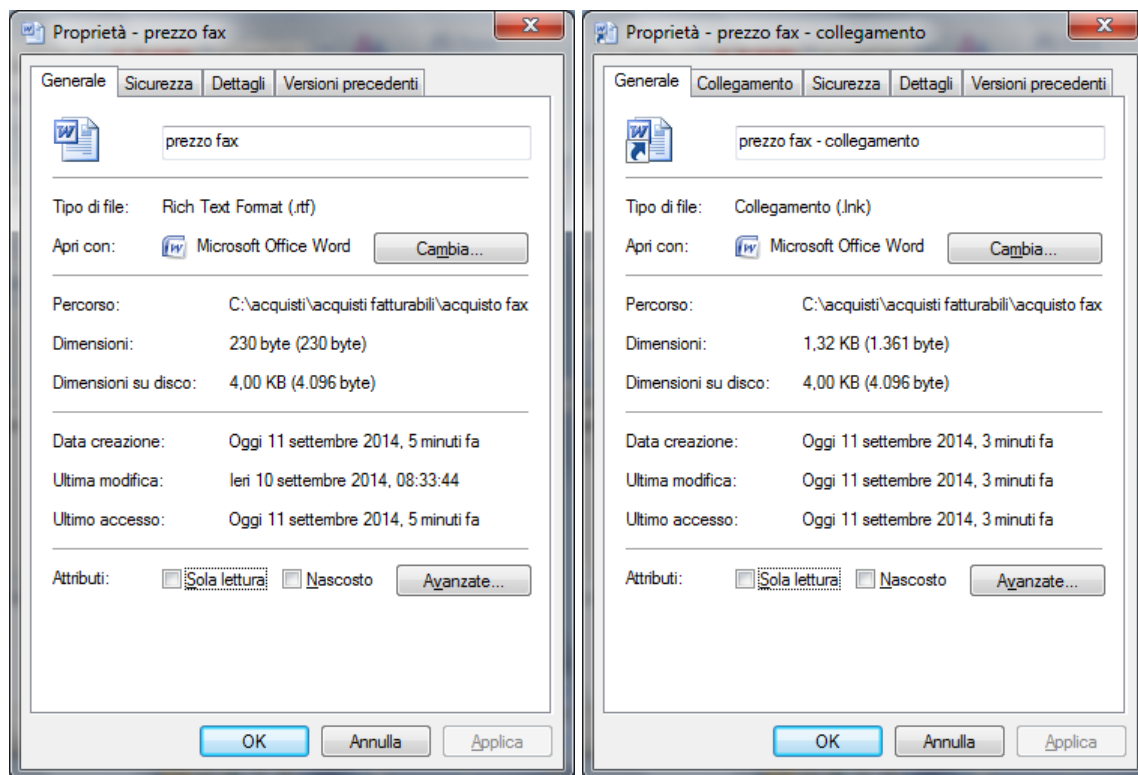 Proprietà - prezzo fax
Generale Sicurezza Dettagli Versioni precedenti
prezzo fax
Tipo di file: Rich Text Format (.rtf)
Apri con: Microsoft Office Word Cambia...
Percorso: C:\acquisti\acquisti fatturabili\acquisto fax
Dimensioni: 230 byte (230 byte)
Dimensioni su disco: 4,00 KB (4.096 byte)
Data creazione: Oggi 11 settembre 2014, 5 minuti fa
Ultima modifica: Ieri 10 settembre 2014, 08:33:44
Ultimo accesso: Oggi 11 settembre 2014, 5 minuti fa
Attributi: Sola lettura Nascosto Avanzate...
OK Annulla Applica
Proprietà - prezzo fax - collegamento
Generale Collegamento Sicurezza Dettagli Versioni precedenti
prezzo fax - collegamento
Tipo di file: Collegamento (.lnk)
Apri con: Microsoft Office Word Cambia...
Percorso: C:\acquisti\acquisti fatturabili\acquisto fax
Dimensioni: 1,32 KB (1.361 byte)
Dimensioni su disco: 4,00 KB (4.096 byte)
Data creazione: Oggi 11 settembre 2014, 3 minuti fa
Ultima modifica: Oggi 11 settembre 2014, 3 minuti fa
Ultimo accesso: Oggi 11 settembre 2014, 3 minuti fa
Attributi: Sola lettura Nascosto Avanzate...
OK Annulla Applica